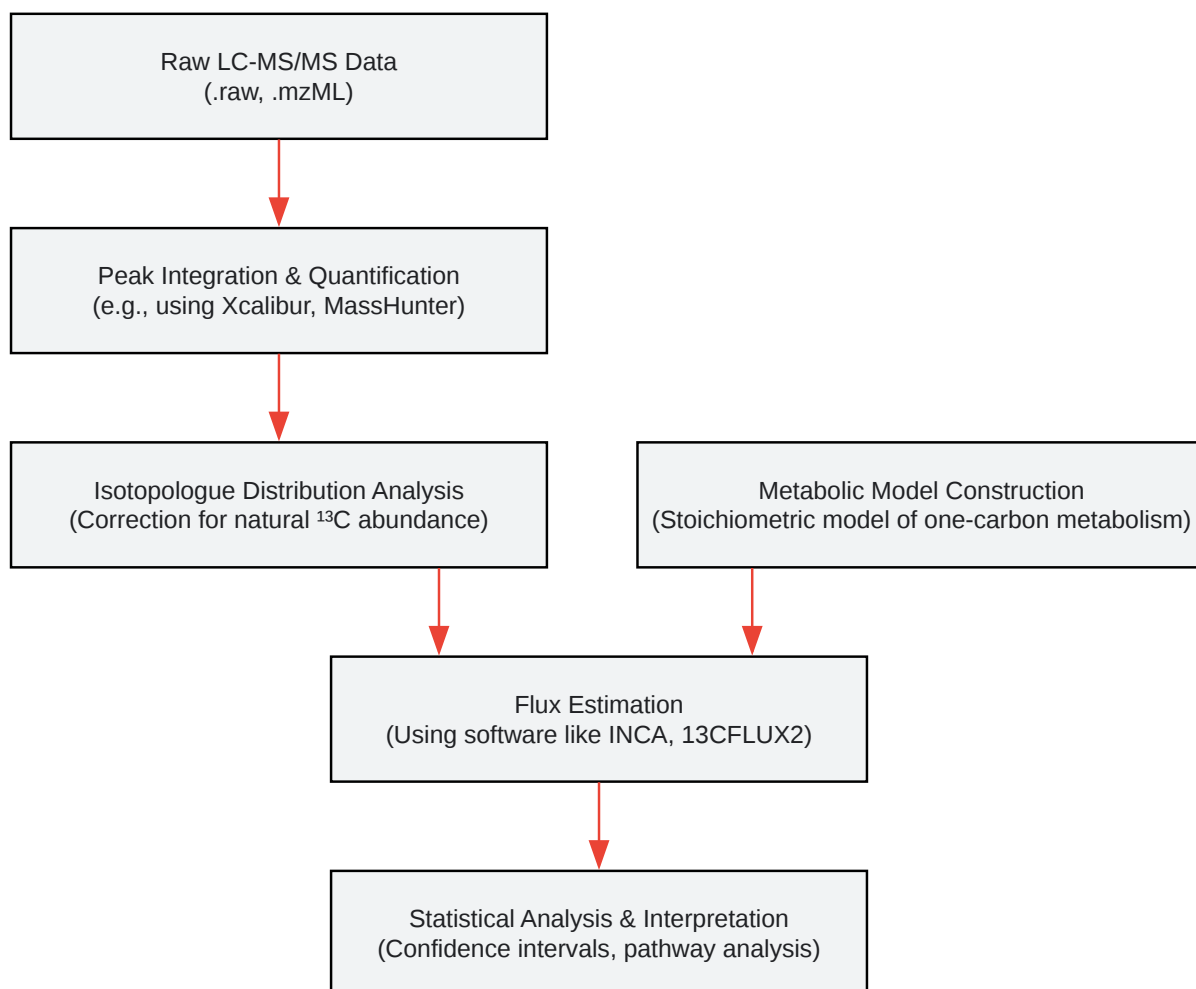 Raw LC-MS/MS Data
(.raw, .mzML)
Peak Integration & Quantification
(e.g., using Xcalibur, MassHunter)
Isotopologue Distribution Analysis
(Correction for natural ¹³C abundance)
Metabolic Model Construction
(Stoichiometric model of one-carbon metabolism)
Flux Estimation
(Using software like INCA, 13CFLUX2)
Statistical Analysis & Interpretation
(Confidence intervals, pathway analysis)